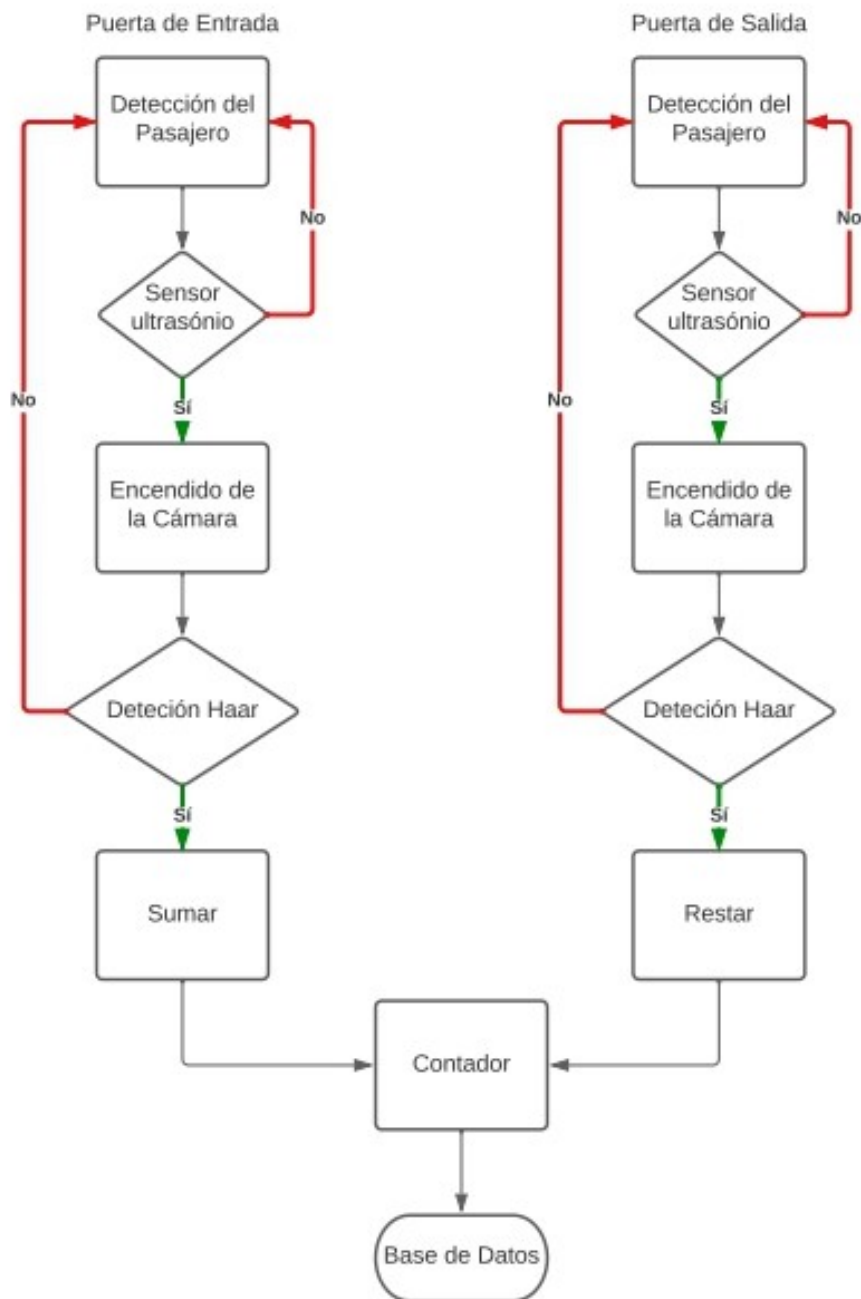 Puerta de Entrada
Detección del
Pasajero
No
Sensor
ultrasónio
No
Sí
Encendido de
la Cámara
Deteción Haar
Sí
Sumar
Puerta de Salida
Detección del
Pasajero
No
Sensor
ultrasónio
No
Sí
Encendido de
la Cámara
Deteción Haar
Sí
Restar
Contador
Base de Datos